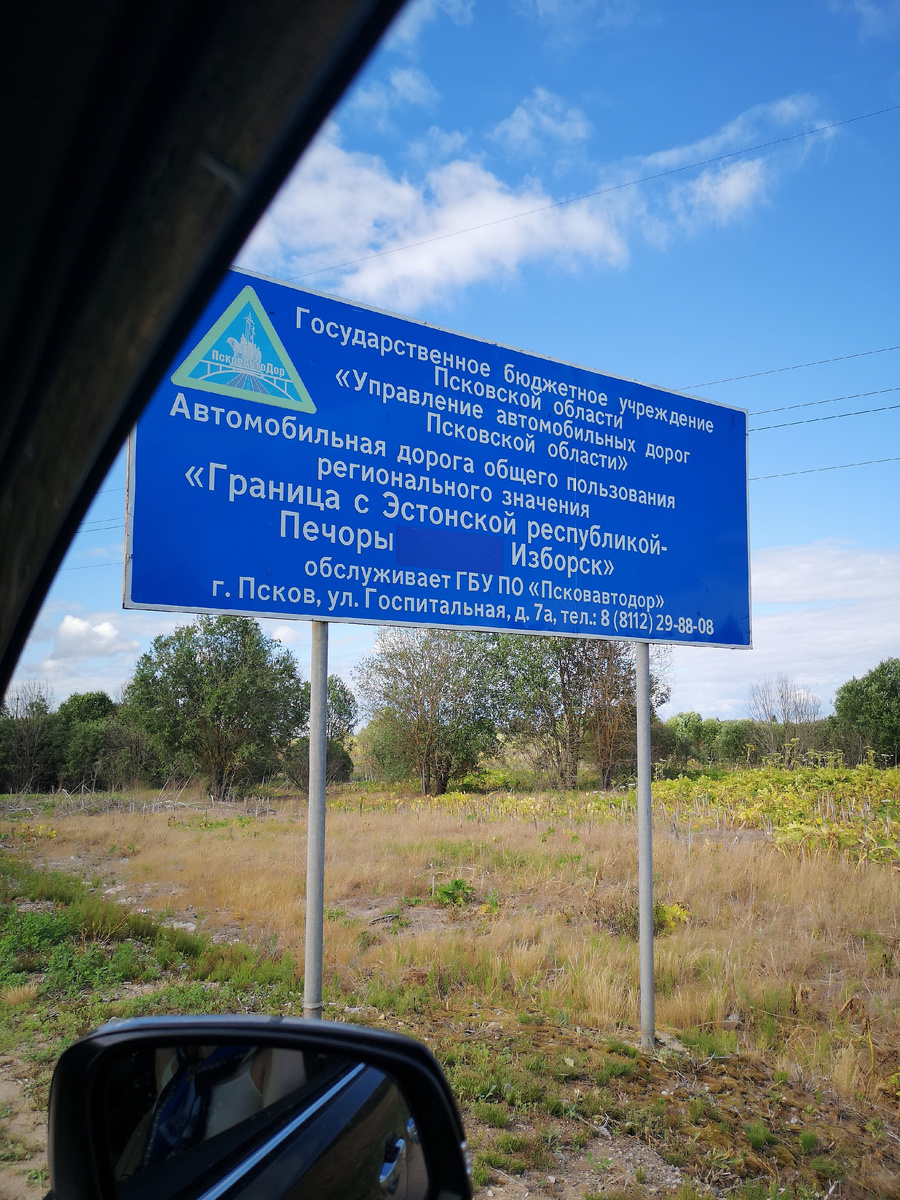 ПсковАвтоДор
Государственное бюджетное учреждение
Псковской области
«Управление автомобильных дорог
Псковской области»
Автомобильная дорога общего пользования
регионального значения
«Граница с Эстонской республикой-
Печоры Изборск»
обслуживает ГБУ ПО «Псковавтодор»
г. Псков, ул. Госпитальная, д. 7а, тел.: 8 (8112) 29-88-08